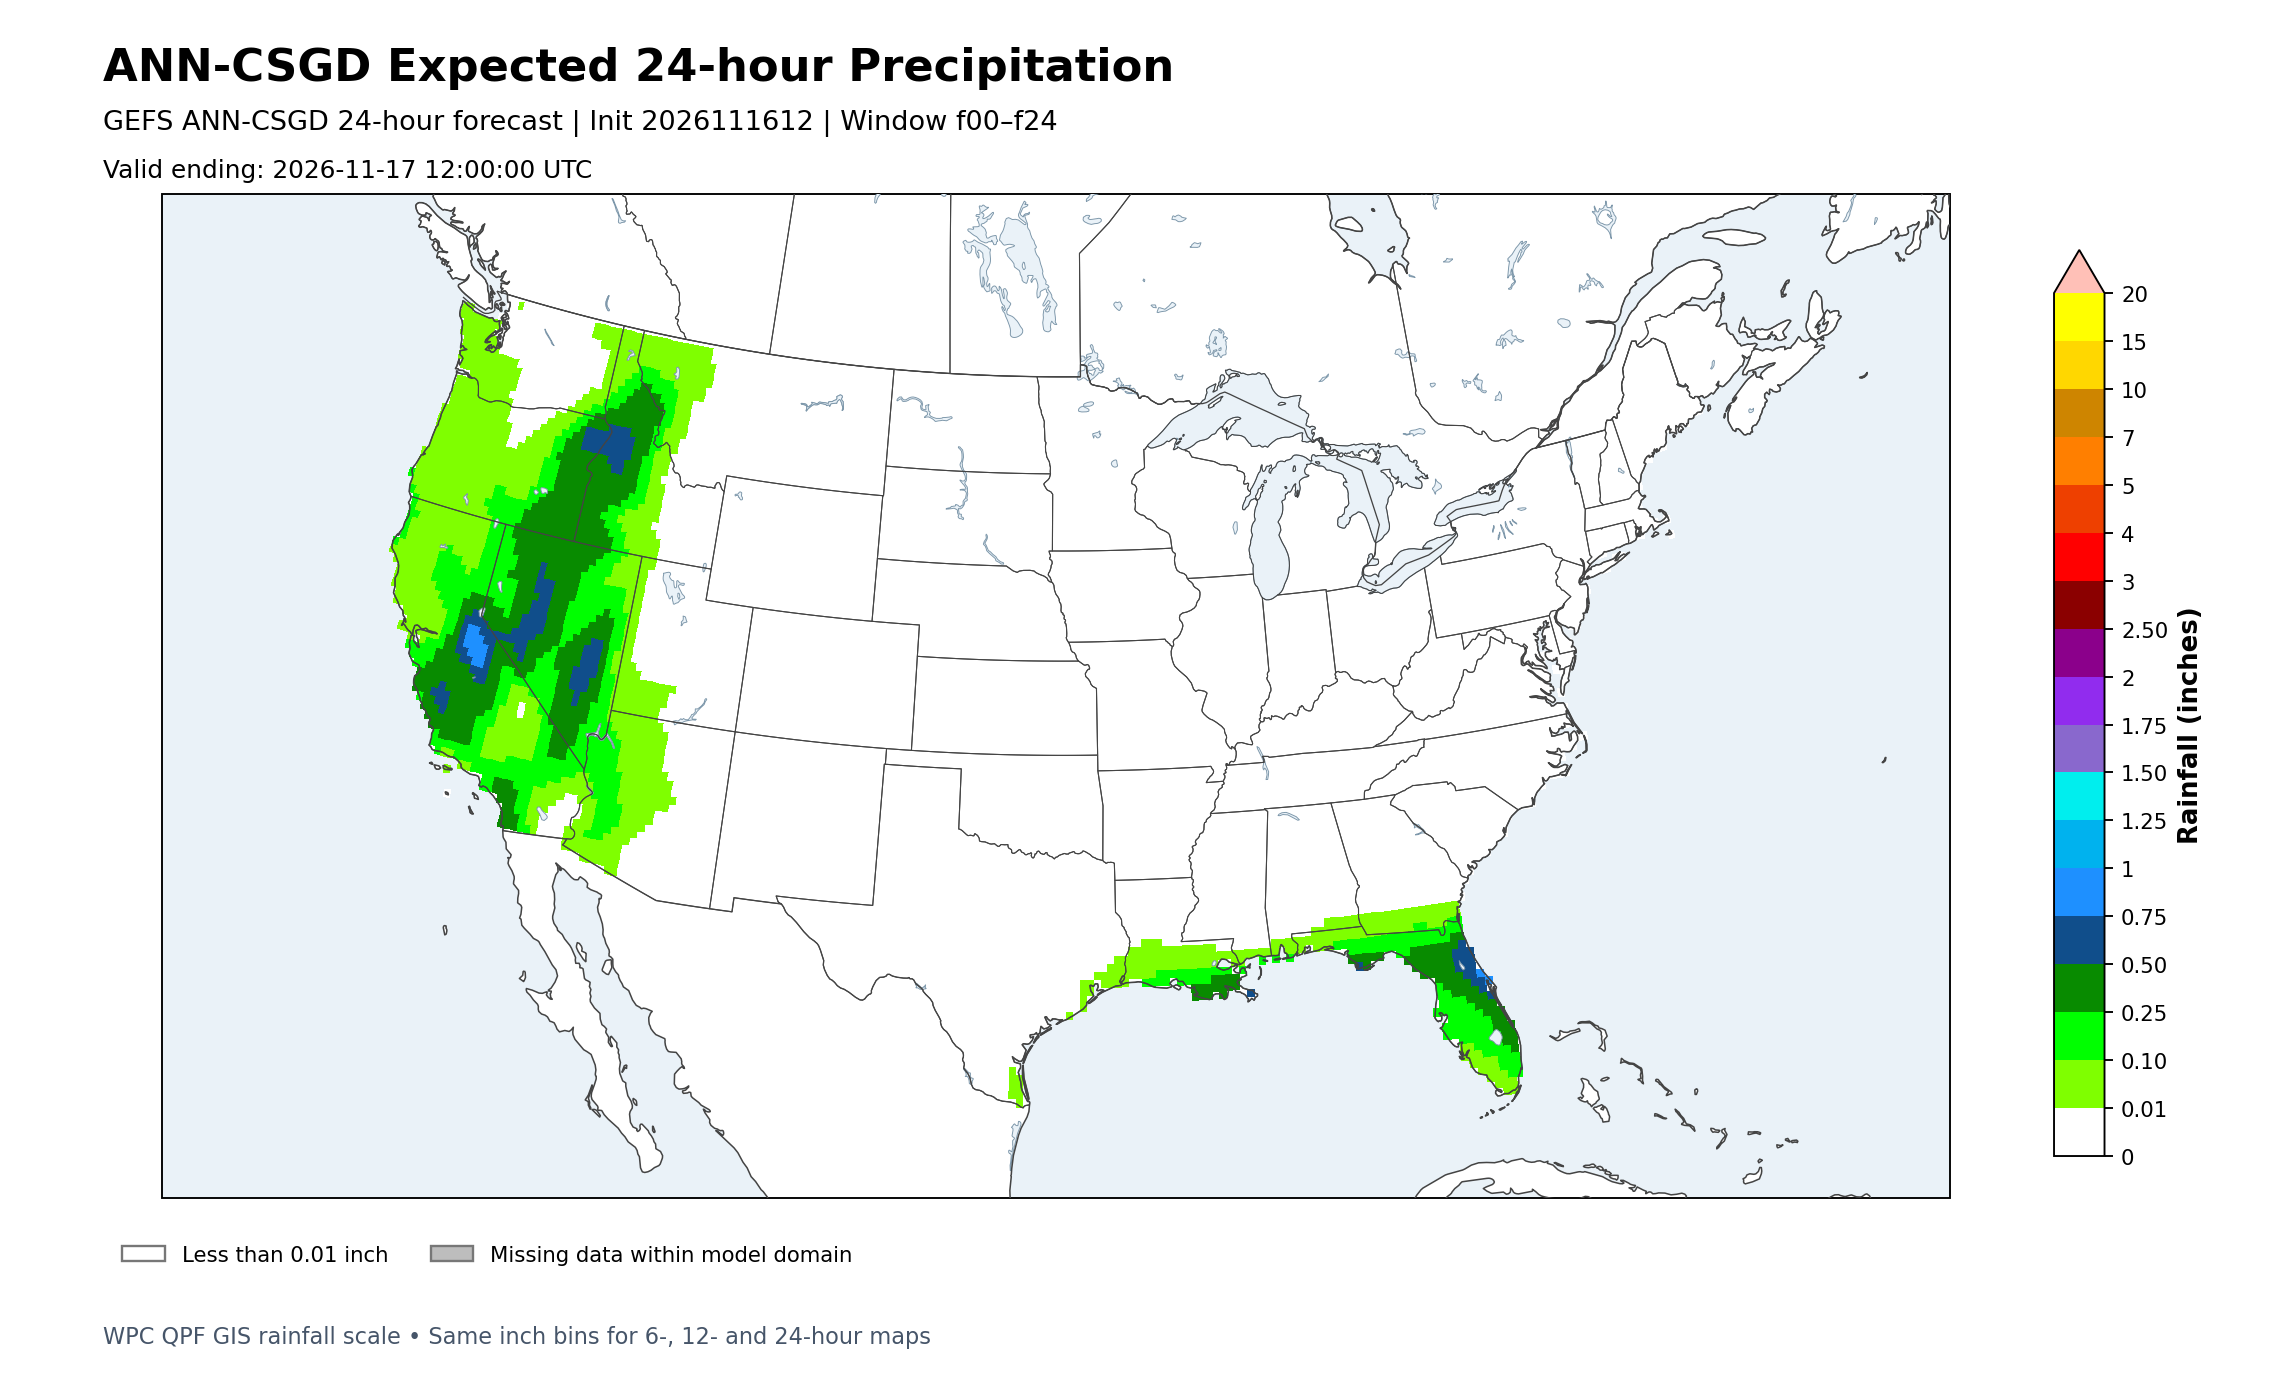 ANN-CSGD Expected 24-hour Precipitation
GEFS ANN-CSGD 24-hour forecast | Init 2026111612 | Window f00–f24
Valid ending: 2026-11-17 12:00:00 UTC
20
15
10
7
5
4
3
2.50
2
1.75
1.50
1.25
1
0.75
0.50
0.25
0.10
0.01
0
Rainfall (inches)
Less than 0.01 inch
Missing data within model domain
WPC QPF GIS rainfall scale • Same inch bins for 6-, 12- and 24-hour maps